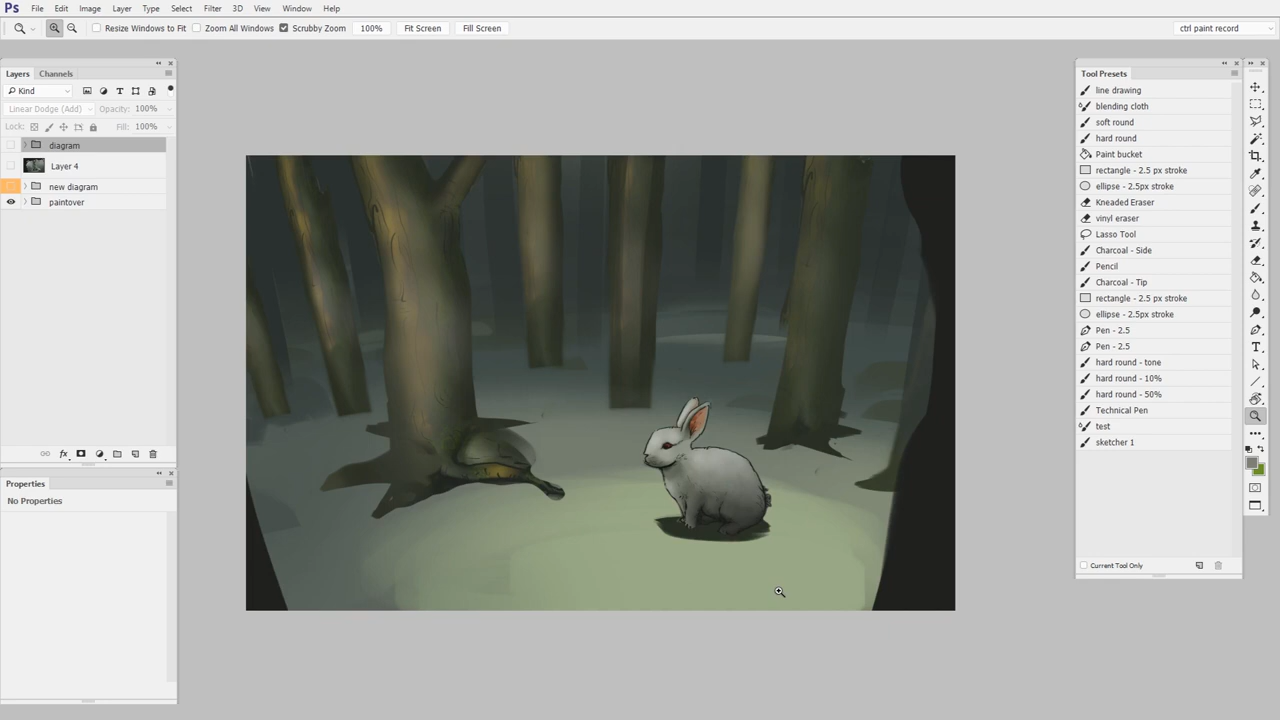 Ps File Edit Image Layer Type Select Filter 3D View Window Help
Resize Windows to Fit Zoom All Windows Scrubby Zoom 100% Fit Screen Fill Screen ctrl paint record
Layers Channels
Kind
Linear Dodge (Add) Opacity: 100%
Lock: Fill: 100%
diagram
Layer 4
new diagram
paintover
fx
Properties
No Properties
Tool Presets
line drawing
blending cloth
soft round
hard round
Paint bucket
rectangle - 2.5px stroke
ellipse - 2.5px stroke
Kneaded Eraser
vinyl eraser
Lasso Tool
Charcoal - Side
Pencil
Charcoal - Tip
rectangle - 2.5 px stroke
ellipse - 2.5px stroke
Pen - 2.5
Pen - 2.5
hard round - tone
hard round - 10%
hard round - 50%
Technical Pen
test
sketcher 1
Current Tool Only